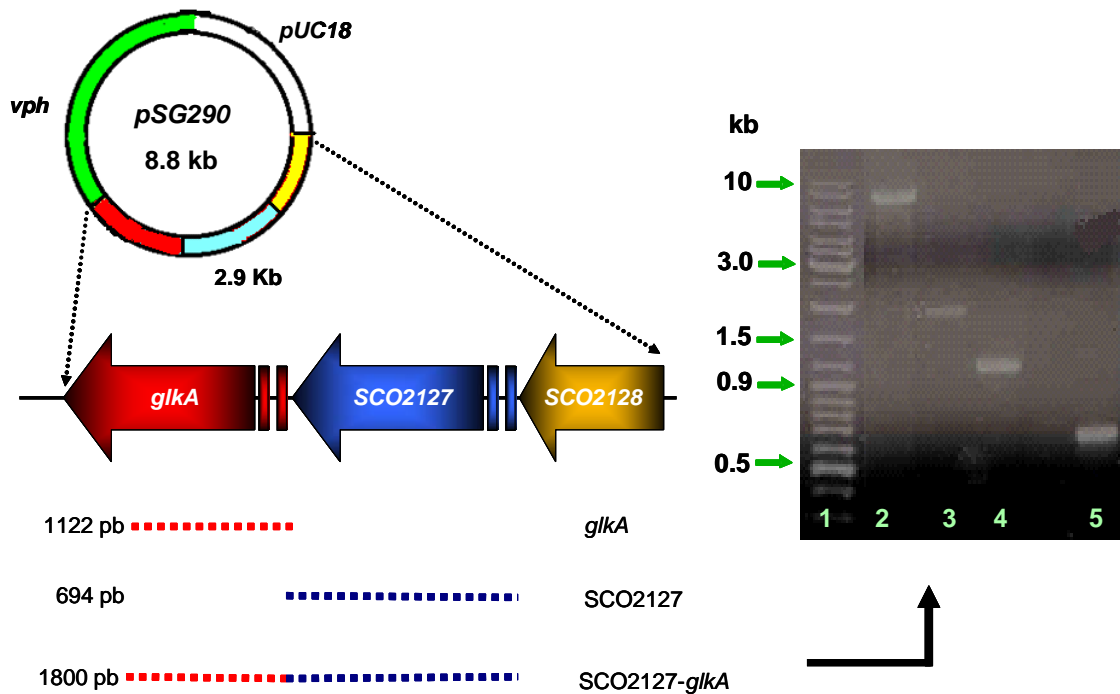 pUC18
vph
pSG290
8.8 kb
2.9 Kb
glkA
SCO2127
SCO2128
1122 pb
glkA
694 pb
SCO2127
1800 pb
SCO2127-glkA
kb
10
3.0
1.5
0.9
0.5
1 2 3 4 5